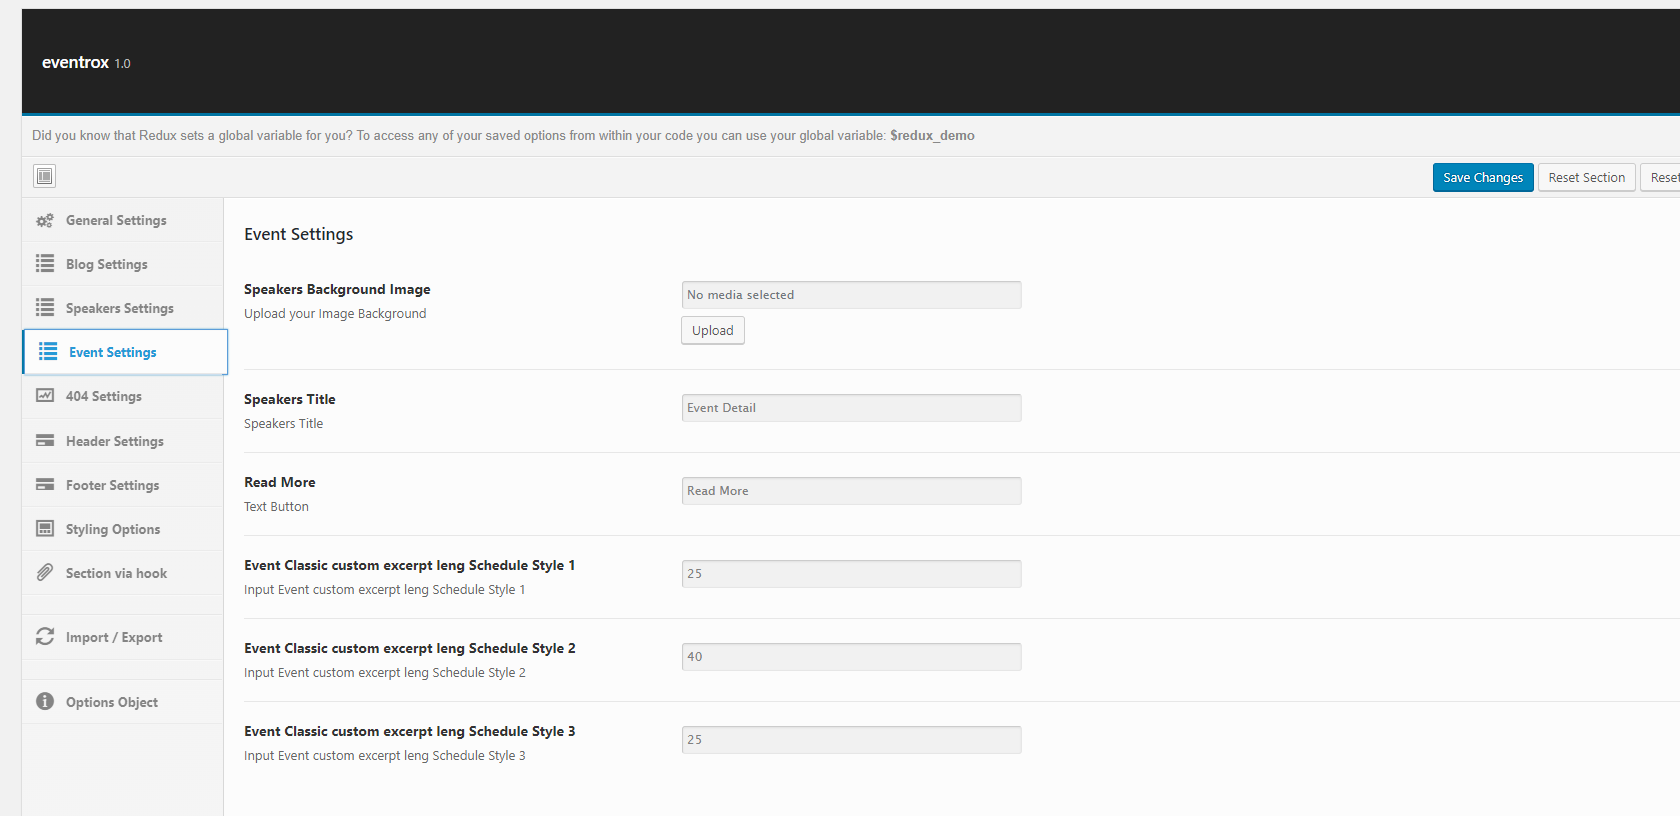 eventrox 1.0
Did you know that Redux sets a global variable for you? To access any of your saved options from within your code you can use your global variable: $redux_demo
Save Changes
Reset Section
Reset
General Settings
Blog Settings
Speakers Settings
Event Settings
404 Settings
Header Settings
Footer Settings
Styling Options
Section via hook
Import / Export
Options Object
Event Settings
Speakers Background Image
Upload your Image Background
No media selected
Upload
Speakers Title
Speakers Title
Event Detail
Read More
Text Button
Read More
Event Classic custom excerpt leng Schedule Style 1
Input Event custom excerpt leng Schedule Style 1
25
Event Classic custom excerpt leng Schedule Style 2
Input Event custom excerpt leng Schedule Style 2
40
Event Classic custom excerpt leng Schedule Style 3
Input Event custom excerpt leng Schedule Style 3
25